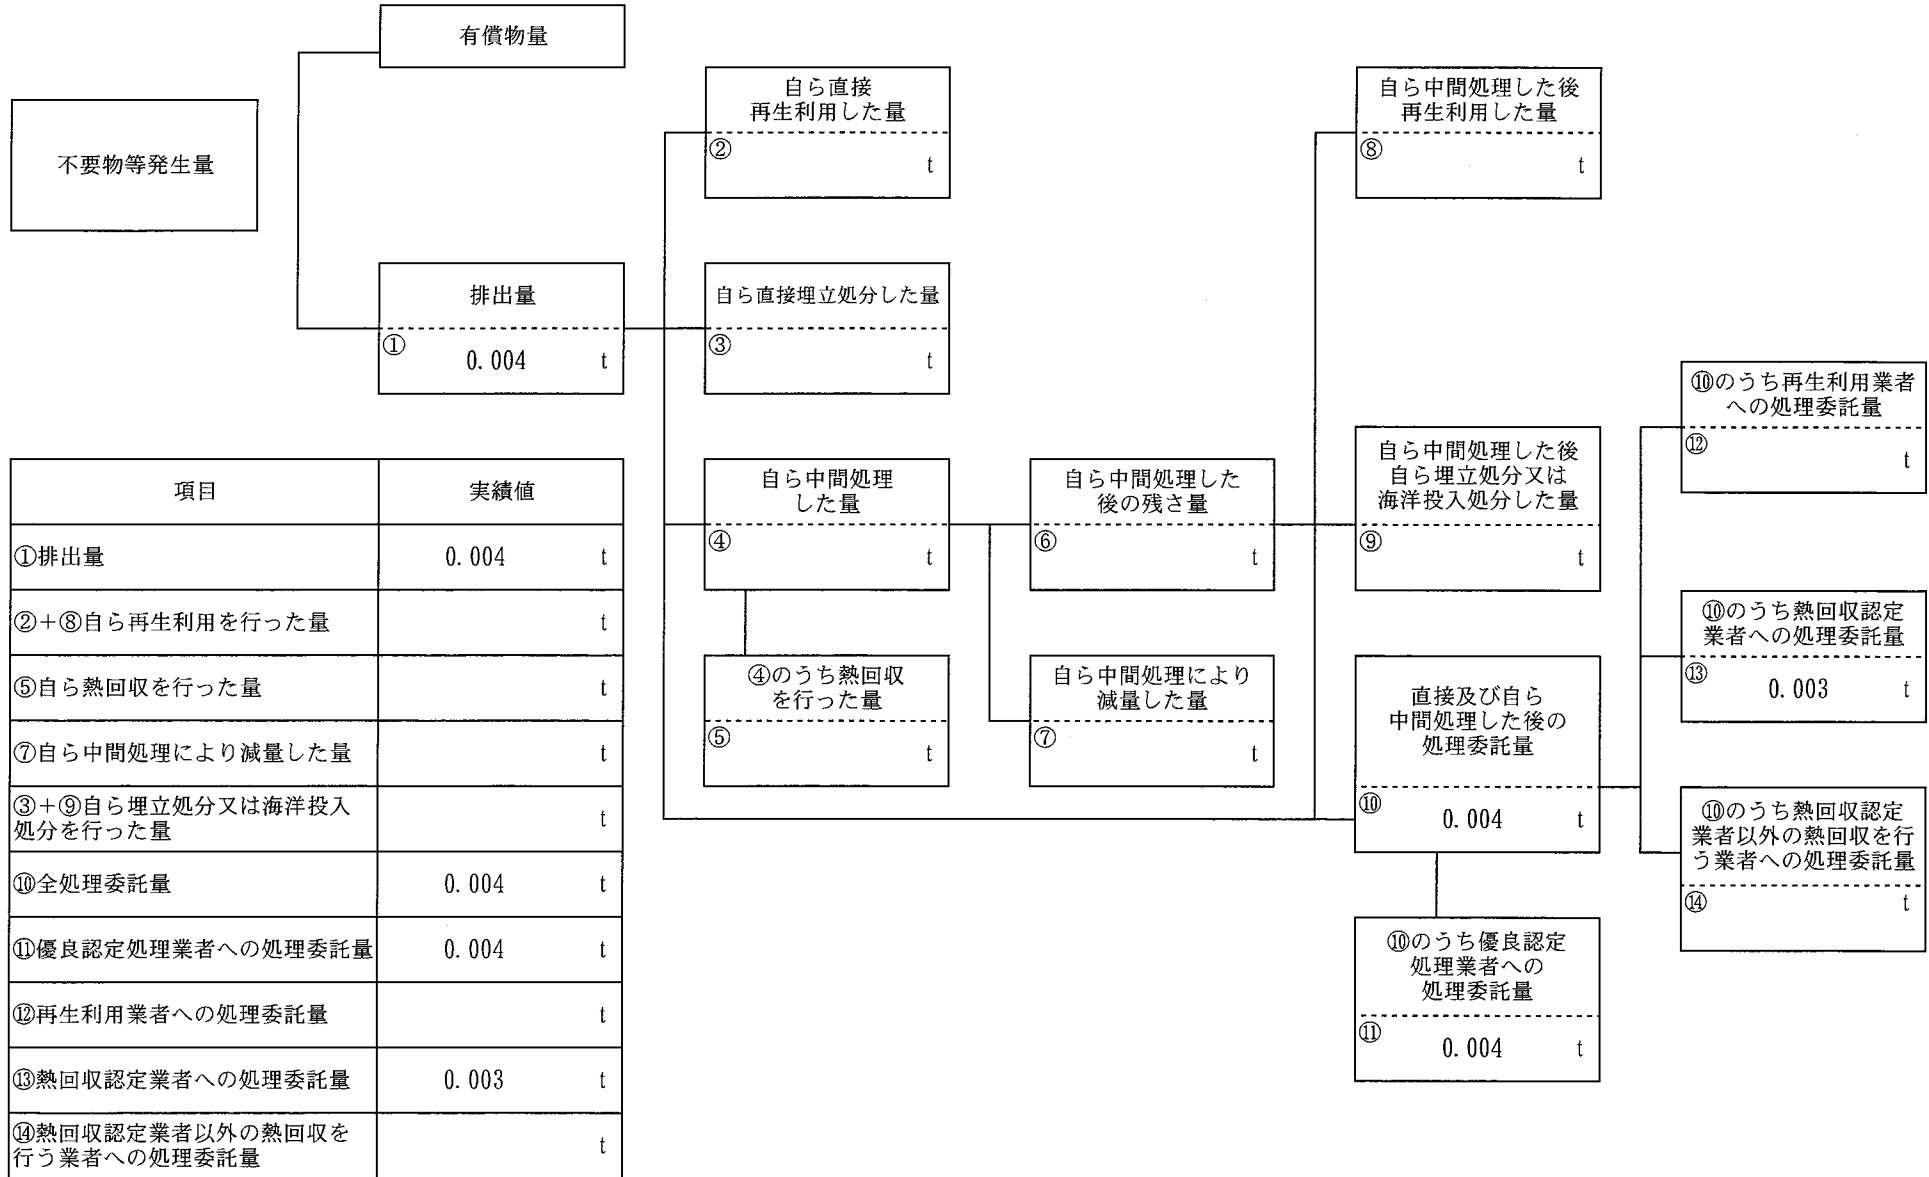 有償物量
不要物等発生量
排出量
①
0.004 t
自ら直接
再生利用した量
②
t
自ら直接埋立処分した量
③
t
自ら中間処理
した量
④
t
④のうち熱回収
を行った量
⑤
t
自ら中間処理した
後の残さ量
⑥
t
自ら中間処理により
減量した量
⑦
t
自ら中間処理した後
再生利用した量
⑧
t
自ら中間処理した後
自ら埋立処分又は
海洋投入処分した量
⑨
t
直接及び自ら
中間処理した後の
処理委託量
⑩
0.004 t
⑩のうち優良認定
処理業者への
処理委託量
⑪
0.004 t
⑩のうち再生利用業者
への処理委託量
⑫
t
⑩のうち熱回収認定
業者への処理委託量
⑬
0.003 t
⑩のうち熱回収認定
業者以外の熱回収を行
う業者への処理委託量
⑭
t
項目 実績値
①排出量 0.004 t
②+⑧自ら再生利用を行った量 t
⑤自ら熱回収を行った量 t
⑦自ら中間処理により減量した量 t
③+⑨自ら埋立処分又は海洋投入
処分を行った量 t
⑩全処理委託量 0.004 t
⑪優良認定処理業者への処理委託量 0.004 t
⑫再生利用業者への処理委託量 t
⑬熱回収認定業者への処理委託量 0.003 t
⑭熱回収認定業者以外の熱回収を
行う業者への処理委託量 t